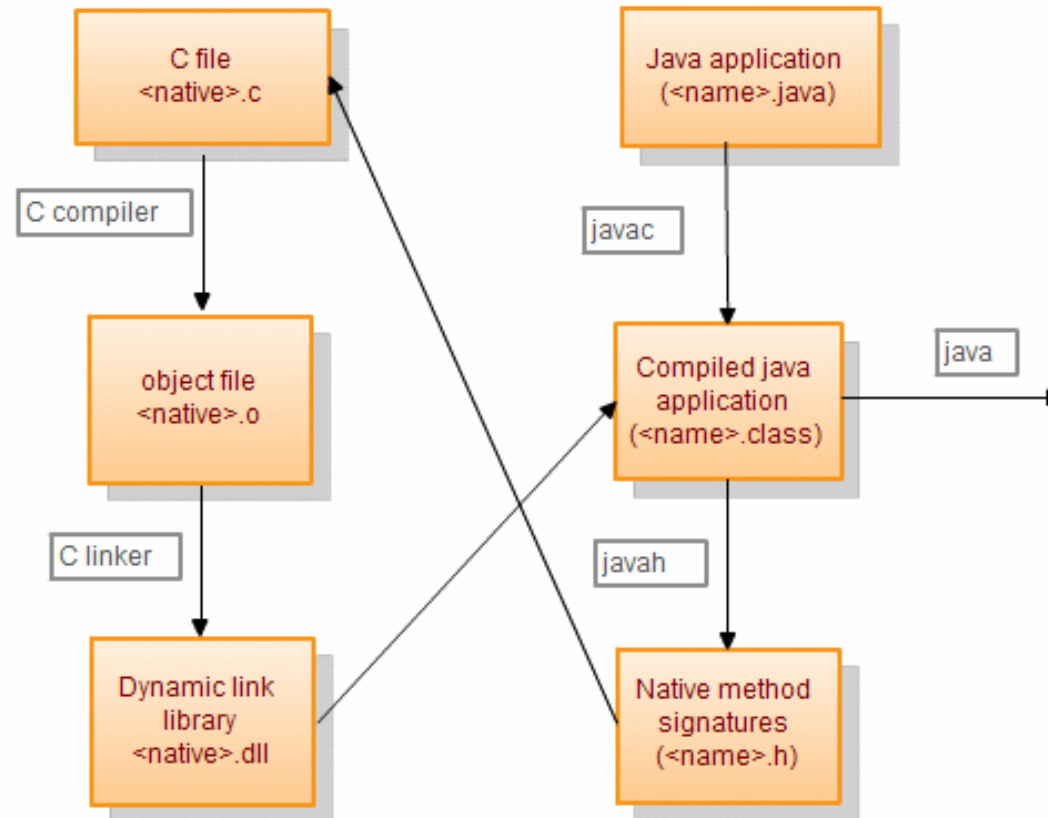 C file
<native>.c
Java application
(<name>.java)
C compiler
javac
object file
<native>.o
Compiled java
application
(<name>.class)
java
C linker
javah
Dynamic link
library
<native>.dll
Native method
signatures
(<name>.h)